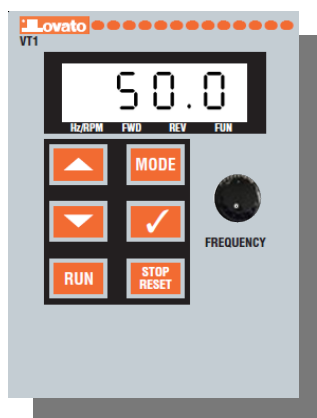 Lovato
VT1
50.0
Hz/RPM FWD REV FUN
MODE
FREQUENCY
RUN
STOP
RESET